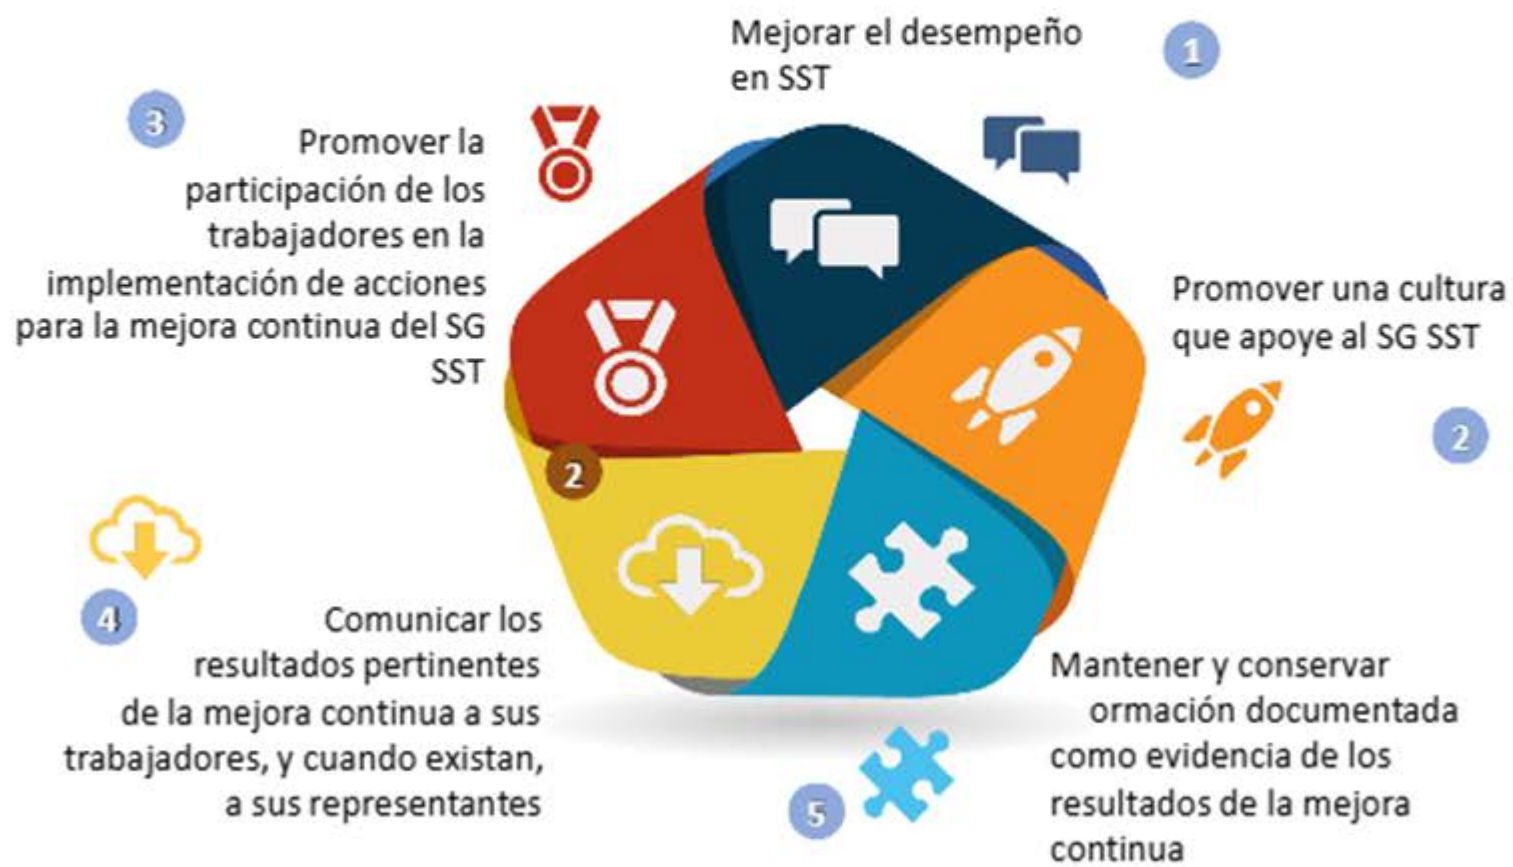 Mejorar el desempeño
en SST
1
3
Promover la
participación de los
trabajadores en la
implementación de acciones
para la mejora continua del SG
SST
Promover una cultura
que apoye al SG SST
2
2
4
Comunicar los
resultados pertinentes
de la mejora continua a sus
trabajadores, y cuando existan,
a sus representantes
Mantener y conservar
ormación documentada
como evidencia de los
resultados de la mejora
continua
5